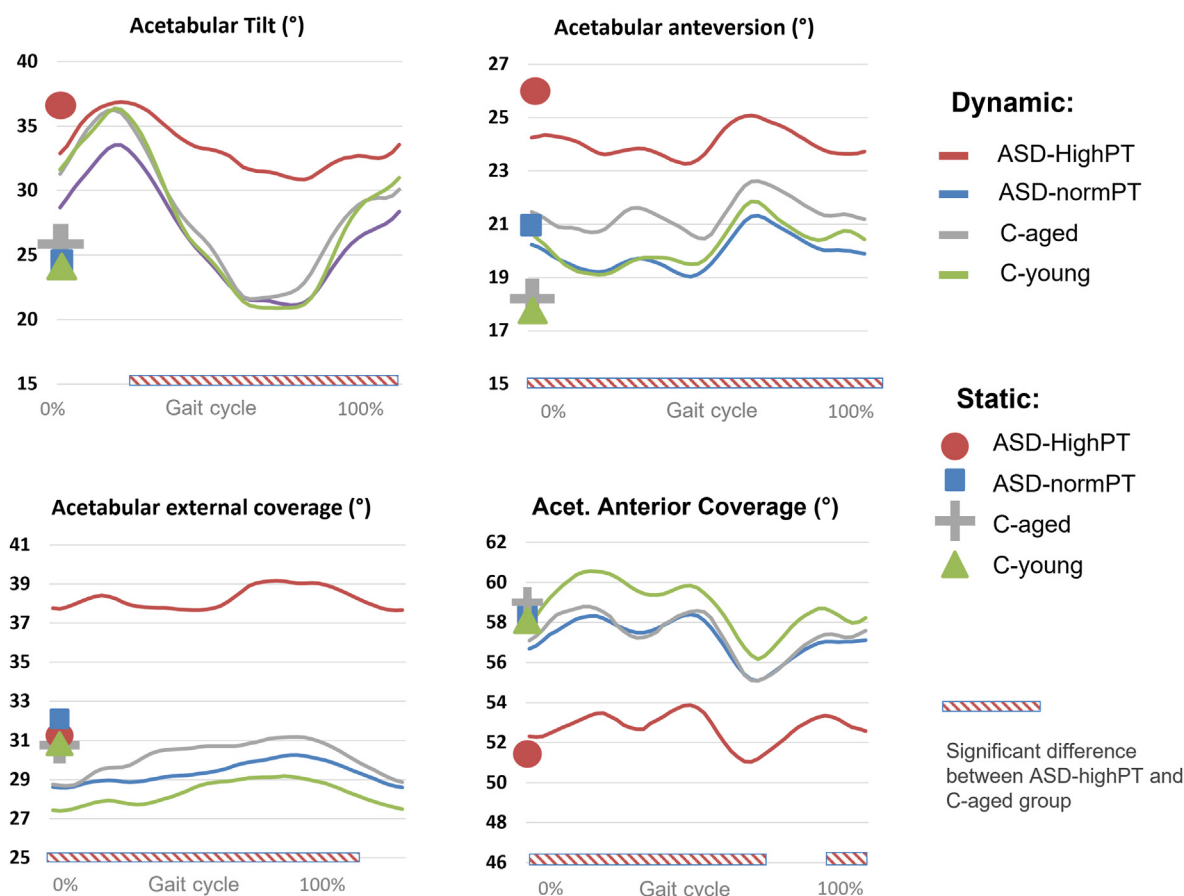 Acetabular Tilt (°)
40
35
30
25
20
15
0%
Gait cycle
100%
Acetabular anteversion (°)
27
25
23
21
19
17
15
0%
Gait cycle
100%
Dynamic:
ASD-HighPT
ASD-normPT
C-aged
C-young
Acetabular external coverage (°)
41
39
37
35
33
31
29
27
25
0%
Gait cycle
100%
Acet. Anterior Coverage (°)
62
60
58
56
54
52
50
48
46
0%
Gait cycle
100%
Static:
ASD-HighPT
ASD-normPT
C-aged
C-young
Significant difference
between ASD-highPT and
C-aged group